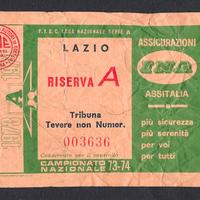 F.I.G.C. LEGA NAZIONALE SERIE A
LAZIO
RISERVA A
Tribuna
Tevere non Numer.
003636
CAMPIONATO
NAZIONALE 73-74
ASSICURAZIONI
INA
ASSITALIA
più sicurezza
più serenità
per voi
per tutti